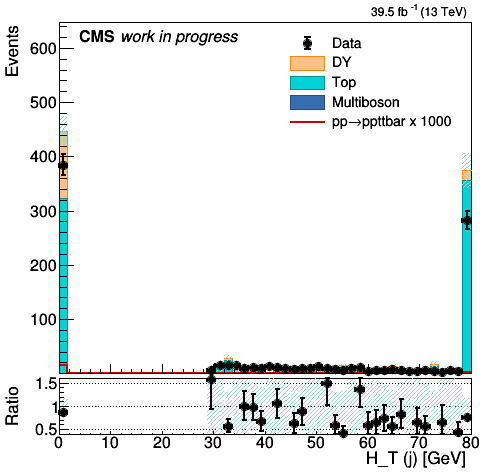 39.5 fb⁻¹ (13 TeV)
CMS work in progress
Data
DY
Top
Multiboson
pp→ppttbar x 1000
Events
600
500
400
300
200
100
Ratio
1.5
1
0.5
0 10 20 30 40 50 60 70 80
H_T (j) [GeV]